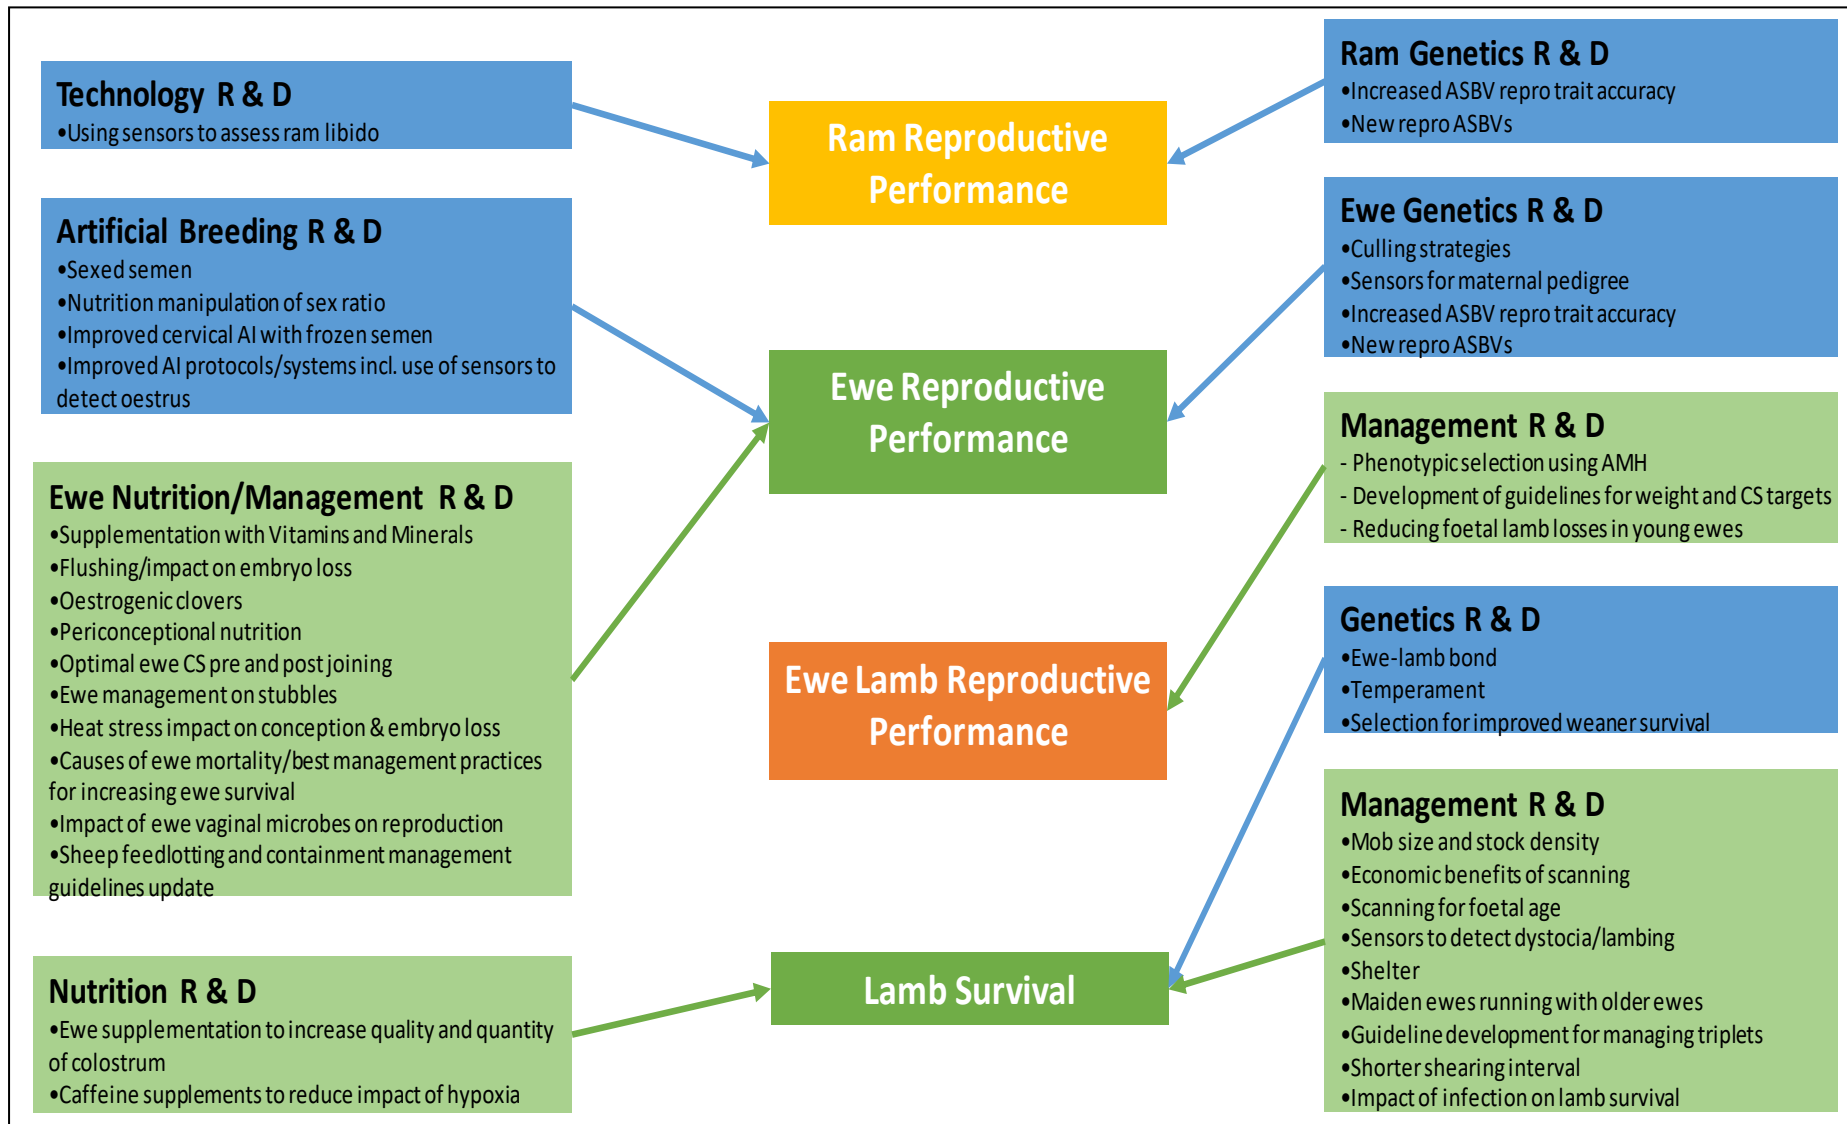 Technology R & D
•Using sensors to assess ram libido
Artificial Breeding R & D
•Sexed semen
•Nutrition manipulation of sex ratio
•Improved cervical AI with frozen semen
•Improved AI protocols/systems incl. use of sensors to
detect oestrus
Ewe Nutrition/Management R & D
•Supplementation with Vitamins and Minerals
•Flushing/impact on embryo loss
•Oestrogenic clovers
•Periconceptional nutrition
•Optimal ewe CS pre and post joining
•Ewe management on stubbles
•Heat stress impact on conception & embryo loss
•Causes of ewe mortality/best management practices
for increasing ewe survival
•Impact of ewe vaginal microbes on reproduction
•Sheep feedlotting and containment management
guidelines update
Nutrition R & D
•Ewe supplementation to increase quality and quantity
of colostrum
•Caffeine supplements to reduce impact of hypoxia
Ram Reproductive
Performance
Ewe Reproductive
Performance
Ewe Lamb Reproductive
Performance
Lamb Survival
Ram Genetics R & D
•Increased ASBV repro trait accuracy
•New repro ASBVs
Ewe Genetics R & D
•Culling strategies
•Sensors for maternal pedigree
•Increased ASBV repro trait accuracy
•New repro ASBVs
Management R & D
- Phenotypic selection using AMH
- Development of guidelines for weight and CS targets
- Reducing foetal lamb losses in young ewes
Genetics R & D
•Ewe-lamb bond
•Temperament
•Selection for improved weaner survival
Management R & D
•Mob size and stock density
•Economic benefits of scanning
•Scanning for foetal age
•Sensors to detect dystocia/lambing
•Shelter
•Maiden ewes running with older ewes
•Guideline development for managing triplets
•Shorter shearing interval
•Impact of infection on lamb survival